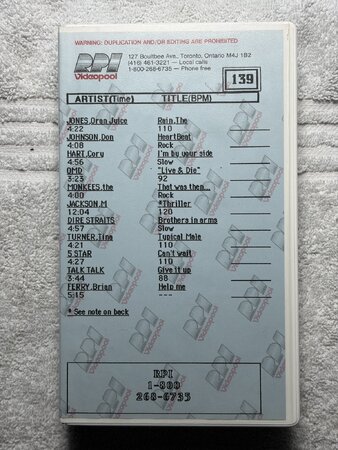 WARNING: DUPLICATION AND/OR EDITING ARE PROHIBITED
RPI Videopool
127 Boultbee Ave., Toronto, Ontario M4J 1B2
(416) 461-3221 — Local calls
1-800-268-6735 — Phone free
139
ARTIST(Time) TITLE(BPM)
JONES,Oran Juice Rain,The
4:22 110
JOHNSON,Don HeartBeat
4:08 Rock
HART,Cory I'm by your side
4:56 Slow
OMD "Live & Die"
3:23 92
MONKEES,the That was then...
4:00 Rock
JACKSON,M *Thriller
12:04 120
DIRE STRAITS Brothers in arms
4:57 Slow
TURNER,Tina Typical Male
4:21 110
5 STAR Can't wait
4:27 110
TALK TALK Give it up
3:44 88
FERRY,Brian Help me
5:15 ---
* See note on back
RPI
1-800
268-6735